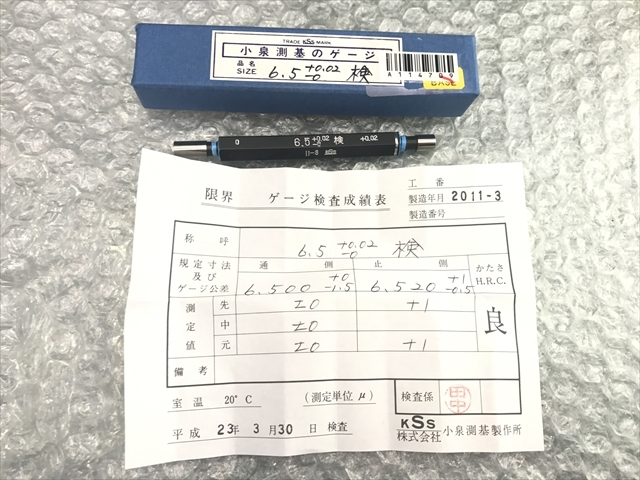 TRADE KSS MARK
小泉測基のゲージ
品名
SIZE 6.5 +0.02 -0 検
A114709
BASE
0 6.5 +0.02 -0 検 +0.02
KSS
限界 ゲージ検査成績表
工番
製造年月 2011-3
製造番号
称呼 6.5 +0.02 -0 検
規定寸法及びゲージ公差 通側 止側 かたさ H.R.C.
6.500 +0 -1.5 6.520 +1 -0.5
測定値 先 ±0 +1 良
中 ±0
元 ±0 +1
備考
室温 20°C (測定単位μ) 検査係 田中
平成 23年 3月 30日 検査
KSS
株式会社 小泉測基製作所